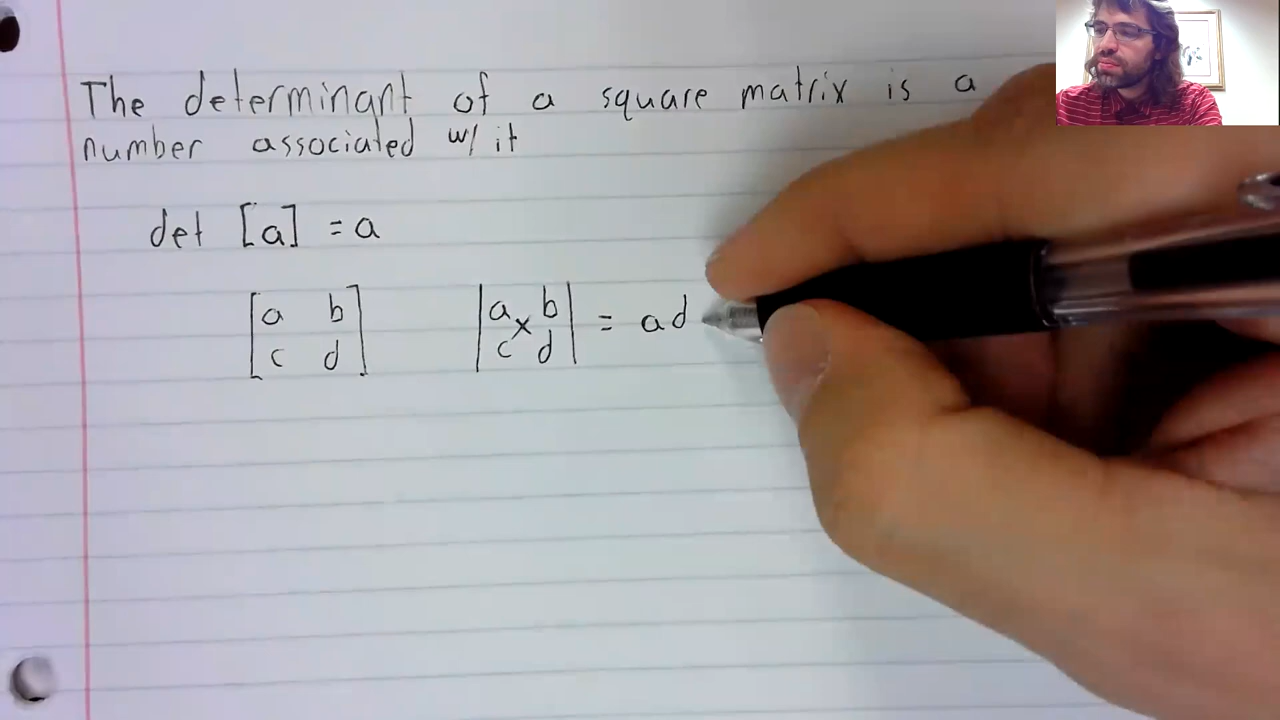 The determinant of a square matrix is a
number associated w/ it
det [a] = a
[a b] |a x b| = ad
[c d] |c d|